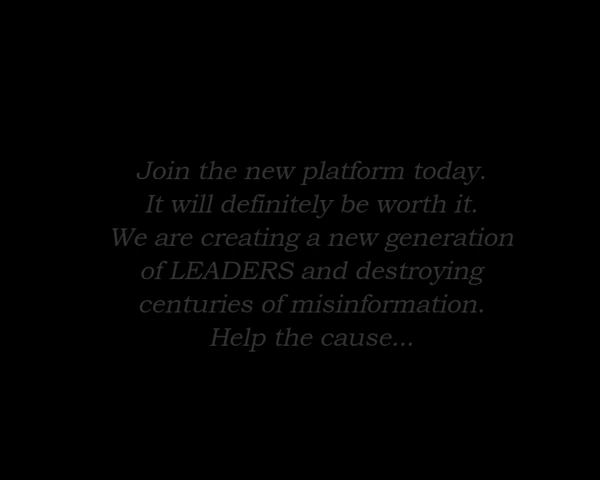 Join the new platform today.
It will definitely be worth it.
We are creating a new generation
of LEADERS and destroying
centuries of misinformation.
Help the cause...